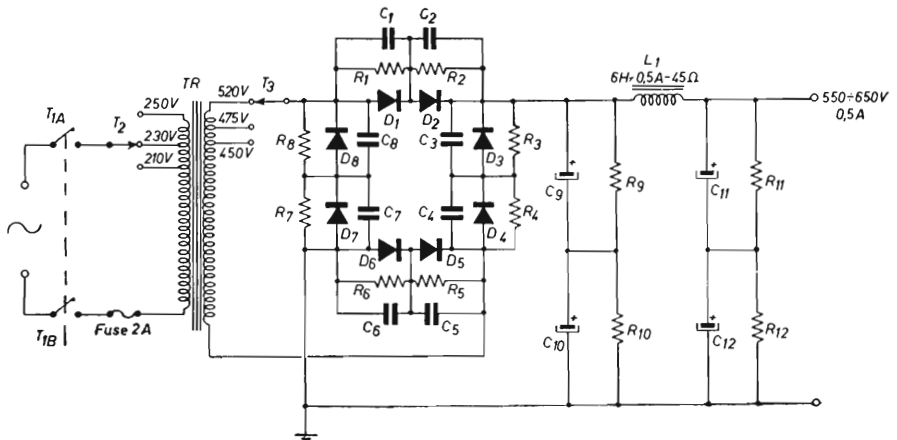 C1
C2
L1
6Hr 0,5A-45Ω
R1
R2
TR
520V
T3
250V
T1A
T2
475V
D1
D2
550÷650V
0,5A
230V
R8
C8
C3
R3
450V
210V
D8
D3
C9
R9
C11
R11
R7
C7
C4
R4
D7
D4
D6
D5
R6
R5
C6
C5
T1B
Fuse 2A
C10
R10
C12
R12